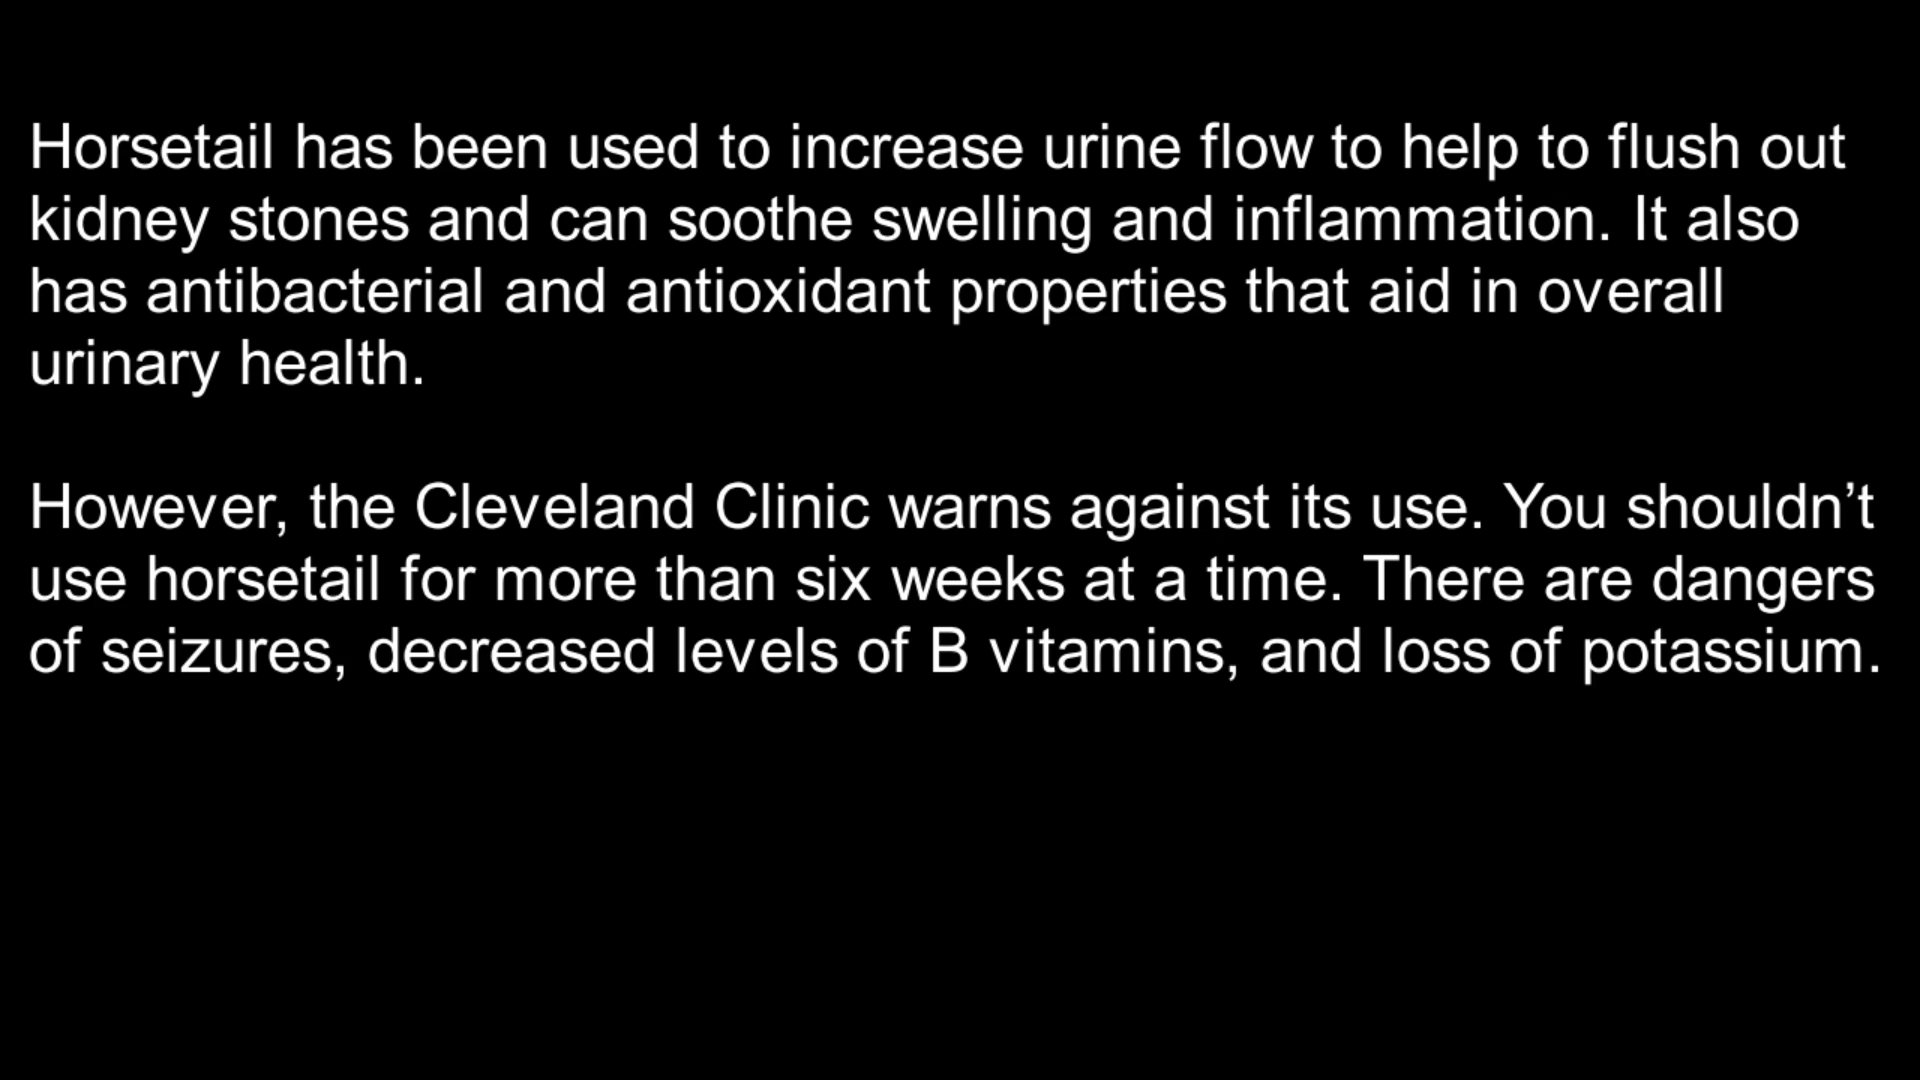 Horsetail has been used to increase urine flow to help to flush out
kidney stones and can soothe swelling and inflammation. It also
has antibacterial and antioxidant properties that aid in overall
urinary health.
However, the Cleveland Clinic warns against its use. You shouldn’t
use horsetail for more than six weeks at a time. There are dangers
of seizures, decreased levels of B vitamins, and loss of potassium.